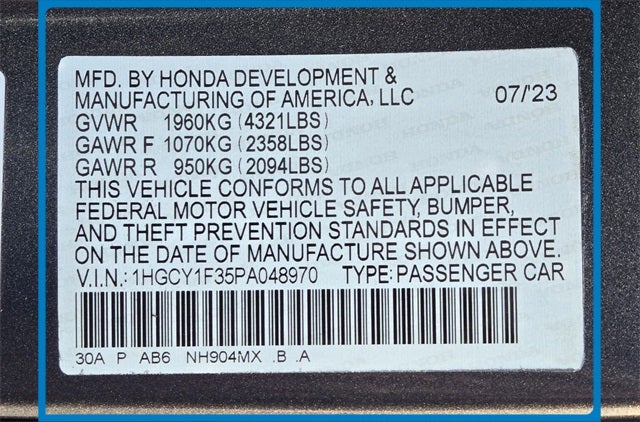 MFD. BY HONDA DEVELOPMENT &
MANUFACTURING OF AMERICA, LLC 07/'23
GVWR 1960KG (4321LBS)
GAWR F 1070KG (2358LBS)
GAWR R 950KG (2094LBS)
THIS VEHICLE CONFORMS TO ALL APPLICABLE
FEDERAL MOTOR VEHICLE SAFETY, BUMPER,
AND THEFT PREVENTION STANDARDS IN EFFECT
ON THE DATE OF MANUFACTURE SHOWN ABOVE.
V.I.N.: 1HGCY1F35PA048970 TYPE: PASSENGER CAR
30A P AB6 NH904MX .B .A